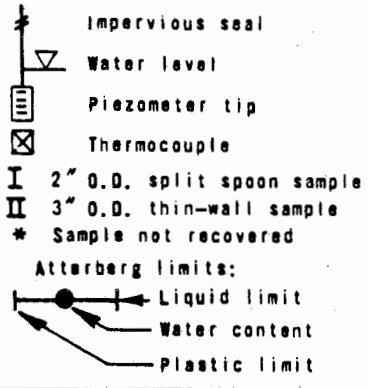 Impervious seal
Water level
Piezometer tip
Thermocouple
I 2" O.D. split spoon sample
II 3" O.D. thin-wall sample
* Sample not recovered
Atterberg limits:
Liquid limit
Water content
Plastic limit